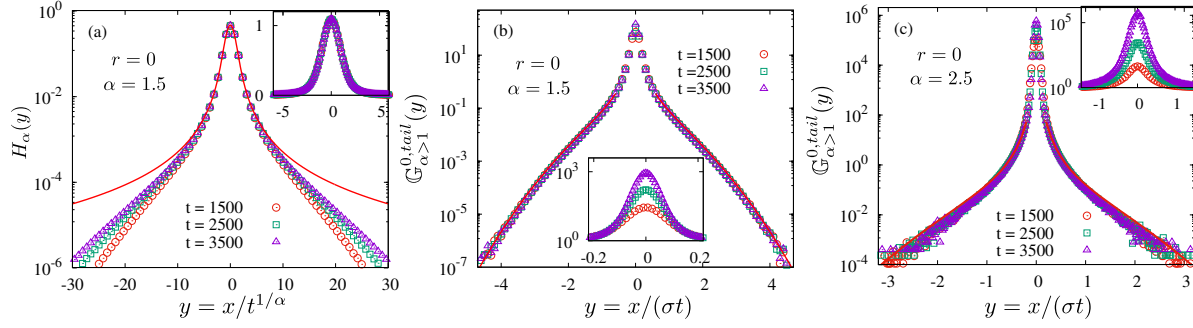 (a)
r = 0
α = 1.5
H_α(y)
10^0
10^-2
10^-4
10^-6
t = 1500
t = 2500
t = 3500
-30 -20 -10 0 10 20 30
y = x/t^{1/α}
1
0
-5 0 5
(b)
r = 0
α = 1.5
𝔾^{0,tail}_{α>1}(y)
10^1
10^-1
10^-3
10^-5
10^-7
t =1500
t =2500
t =3500
10^3
10^0
-0.2 0 0.2
-4 -2 0 2 4
y = x/(σt)
(c)
r = 0
α = 2.5
𝔾^{0,tail}_{α>1}(y)
10^6
10^4
10^2
10^0
10^-2
10^-4
10^5
10^0
-1 0 1
t = 1500
t = 2500
t = 3500
-3 -2 -1 0 1 2 3
y = x/(σt)